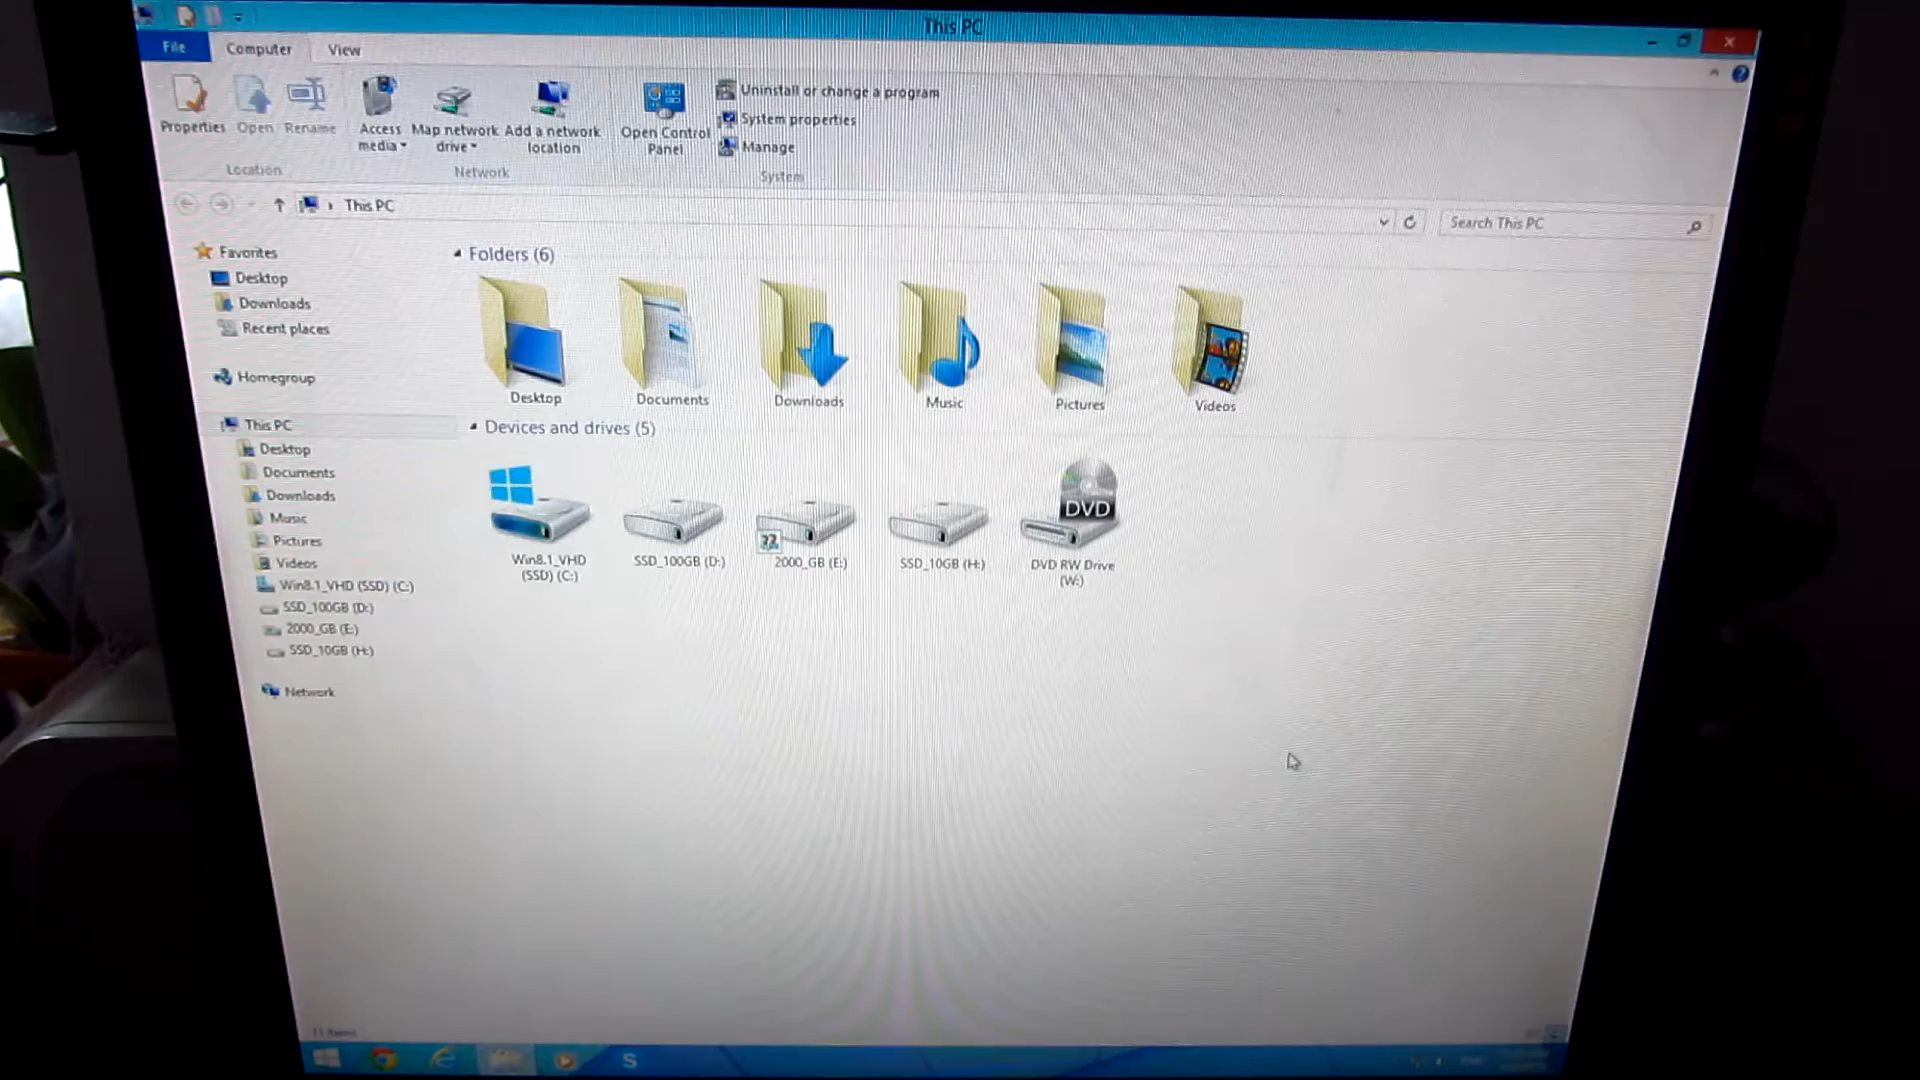 This PC
File Computer View
Properties Open Rename Access media Map network drive Add a network location Open Control Panel
Uninstall or change a program
System properties
Manage
Location Network System
This PC
Search This PC
Favorites
Desktop
Downloads
Recent places
Homegroup
This PC
Desktop
Documents
Downloads
Music
Pictures
Videos
Win8.1_VHD (SSD) (C:)
SSD_100GB (D:)
2000_GB (E:)
SSD_10GB (H:)
Network
Folders (6)
Desktop Documents Downloads Music Pictures Videos
Devices and drives (5)
Win8.1_VHD (SSD) (C:)
SSD_100GB (D:)
2000_GB (E:)
SSD_10GB (H:)
DVD
DVD RW Drive (W:)
11 items
S